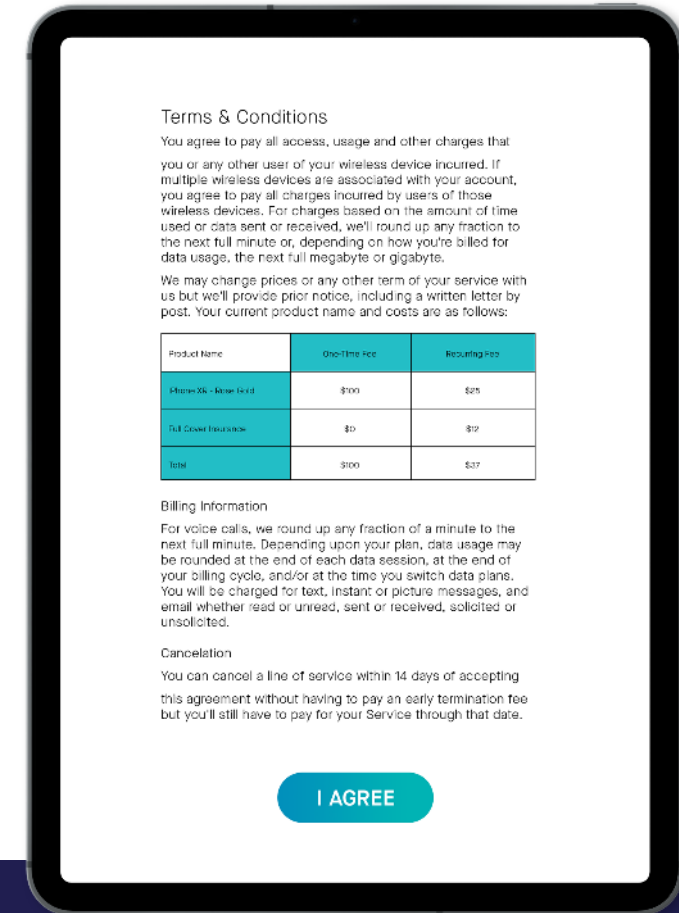 Terms & Conditions
You agree to pay all access, usage and other charges that
you or any other user of your wireless device incurred. If
multiple wireless devices are associated with your account,
you agree to pay all charges incurred by users of those
wireless devices. For charges based on the amount of time
used or data sent or received, we'll round up any fraction to
the next full minute or, depending on how you're billed for
data usage, the next full megabyte or gigabyte.
We may change prices or any other term of your service with
us but we'll provide prior notice, including a written letter by
post. Your current product name and costs are as follows:
Product Name One-Time Fee Recurring Fee
iPhone XR - Rose Gold $100 $25
Full Cover Insurance $0 $12
Total $100 $37
Billing Information
For voice calls, we round up any fraction of a minute to the
next full minute. Depending upon your plan, data usage may
be rounded at the end of each data session, at the end of
your billing cycle, and/or at the time you switch data plans.
You will be charged for text, instant or picture messages, and
email whether read or unread, sent or received, solicited or
unsolicited.
Cancelation
You can cancel a line of service within 14 days of accepting
this agreement without having to pay an early termination fee
but you'll still have to pay for your Service through that date.
I AGREE